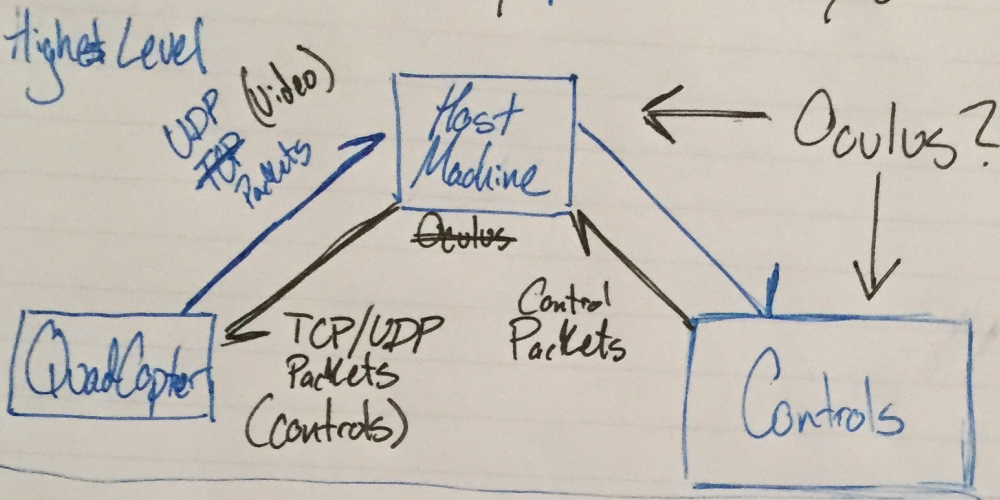 Highest Level
UDP (Video)
TCP
Packets
Host
Machine
Oculus
Oculus?
QuadCopter
TCP/UDP
Packets
(controls)
Control
Packets
Controls